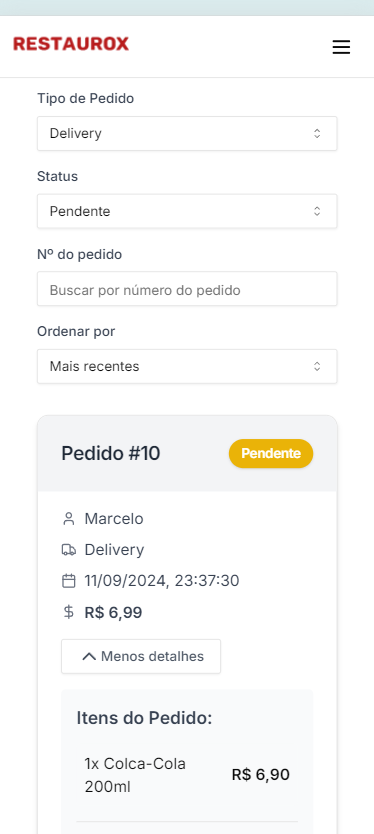 RESTAUROX
Tipo de Pedido
Delivery
Status
Pendente
Nº do pedido
Buscar por número do pedido
Ordenar por
Mais recentes
Pedido #10
Pendente
Marcelo
Delivery
11/09/2024, 23:37:30
R$ 6,99
Menos detalhes
Itens do Pedido:
1x Colca-Cola
200ml
R$ 6,90